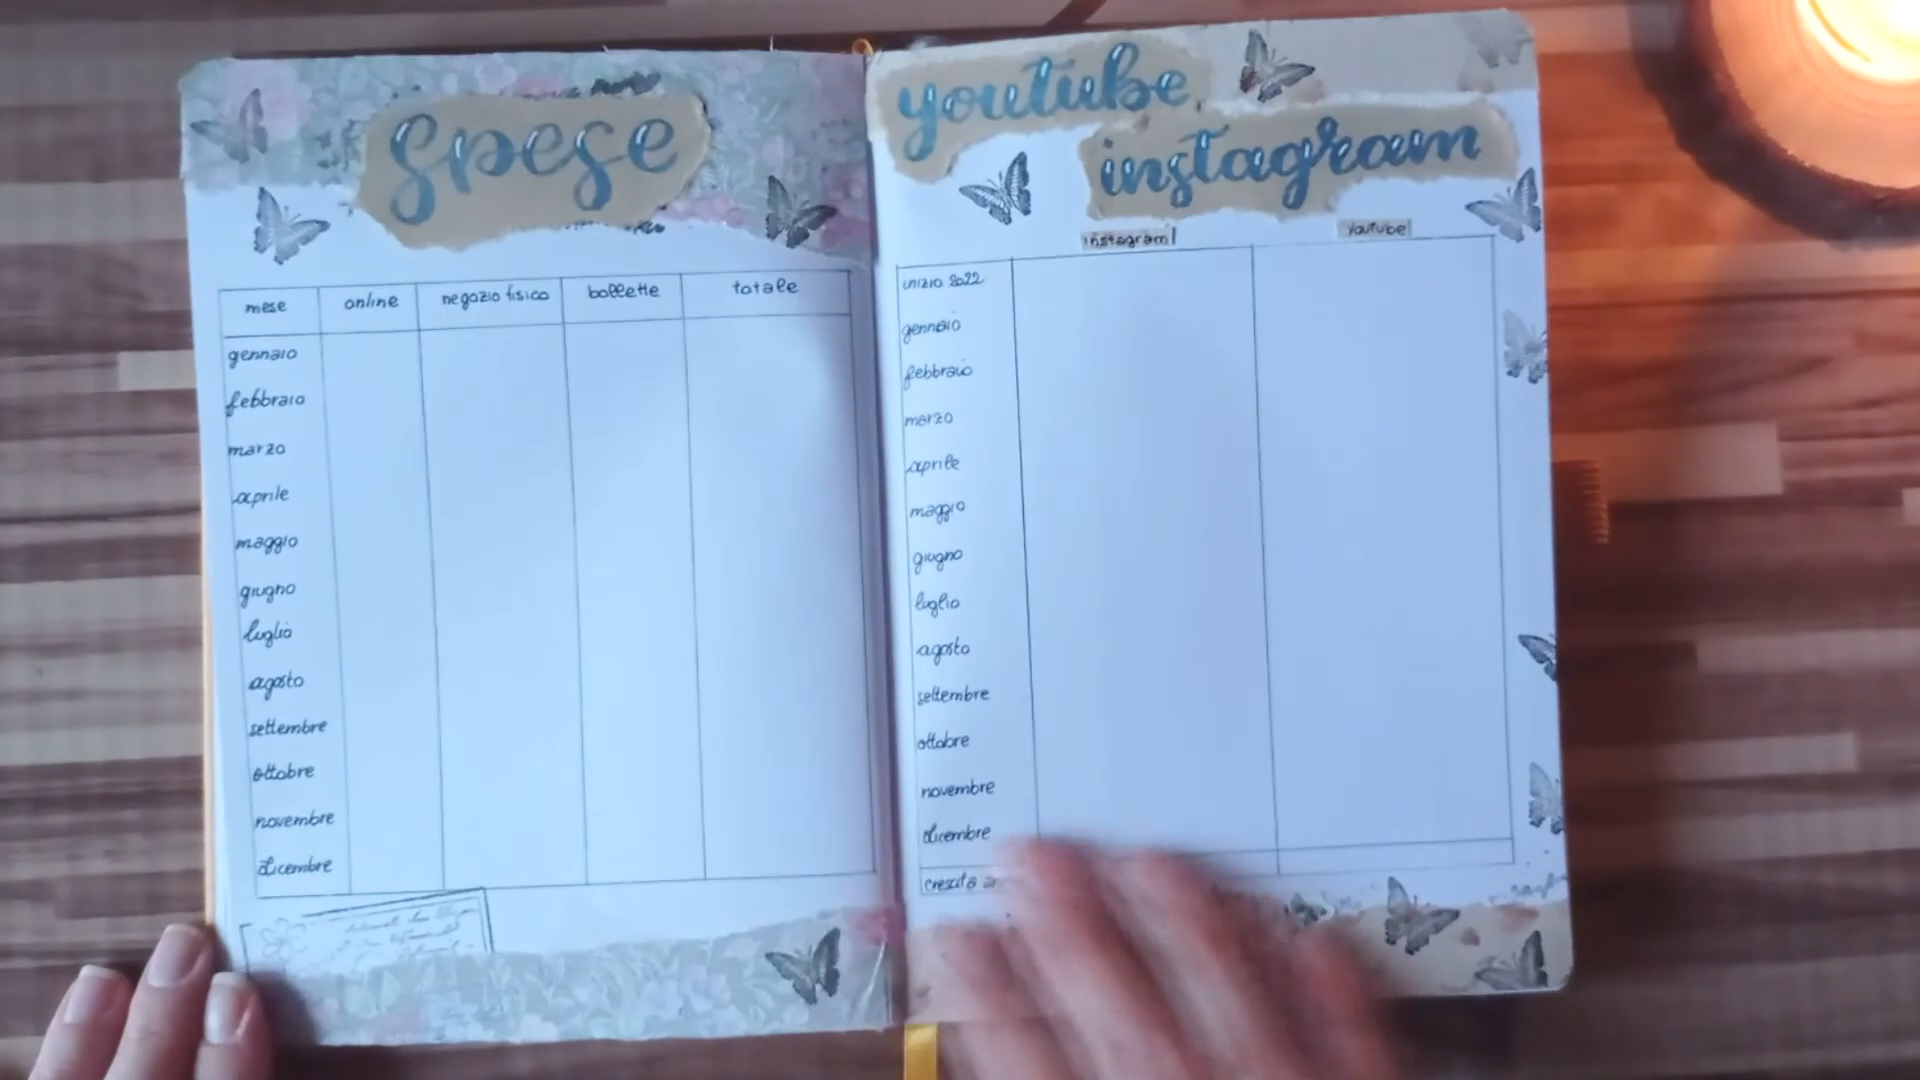 spese
mese online negozio fisico bollette totale
gennaio
febbraio
marzo
aprile
maggio
giugno
luglio
agosto
settembre
ottobre
novembre
dicembre
youtube
instagram
instagram youtube
inizio 2022
gennaio
febbraio
marzo
aprile
maggio
giugno
luglio
agosto
settembre
ottobre
novembre
dicembre
crescita